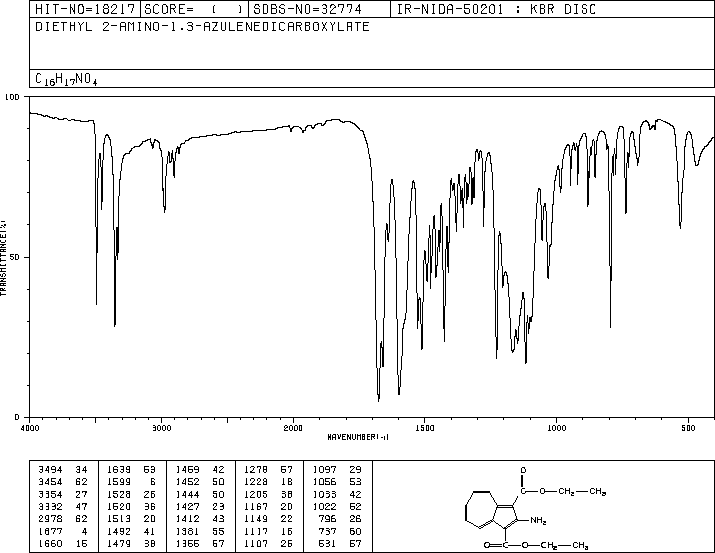 HIT-NO=18217 SCORE= ( ) SDBS-NO=32774 IR-NIDA-50201 : KBR DISC
DIETHYL 2-AMINO-1,3-AZULENEDICARBOXYLATE
C16H17NO4
100
TRANSMITTANCE(%)
50
0
4000 3000 2000 1500 1000 500
WAVENUMBER(-1)
3494 34 1639 53 1459 42 1278 57 1097 29
3454 62 1599 6 1452 50 1228 18 1056 53
3354 27 1528 26 1444 50 1205 38 1033 42
3332 47 1520 36 1427 23 1167 20 1022 52
2978 62 1513 20 1412 43 1149 22 796 26
1677 4 1492 41 1381 55 1117 16 737 60
1660 15 1479 38 1355 57 1107 25 531 57
O
C—O—CH2—CH3
NH2
O=C—O—CH2—CH3